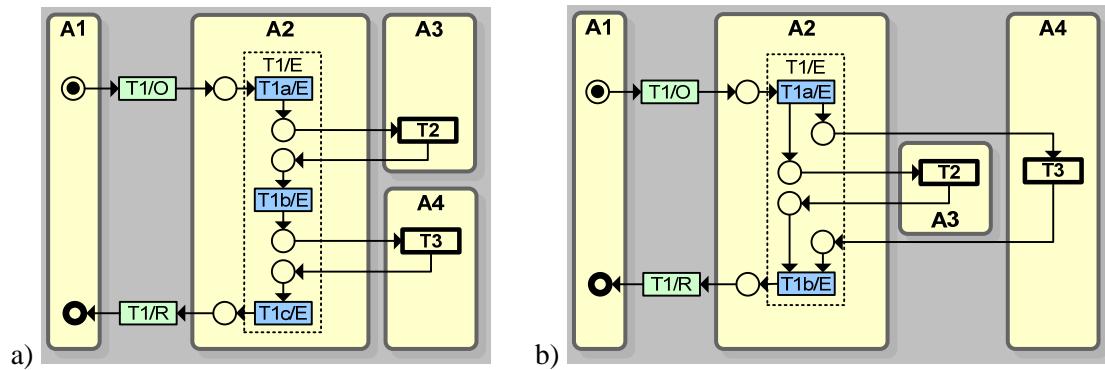 a)
A1
A2
A3
T1/E
T1/O
T1a/E
T2
T1b/E
A4
T3
T1/R
T1c/E
b)
A1
A2
A4
T1/E
T1/O
T1a/E
T2
T3
A3
T1/R
T1b/E